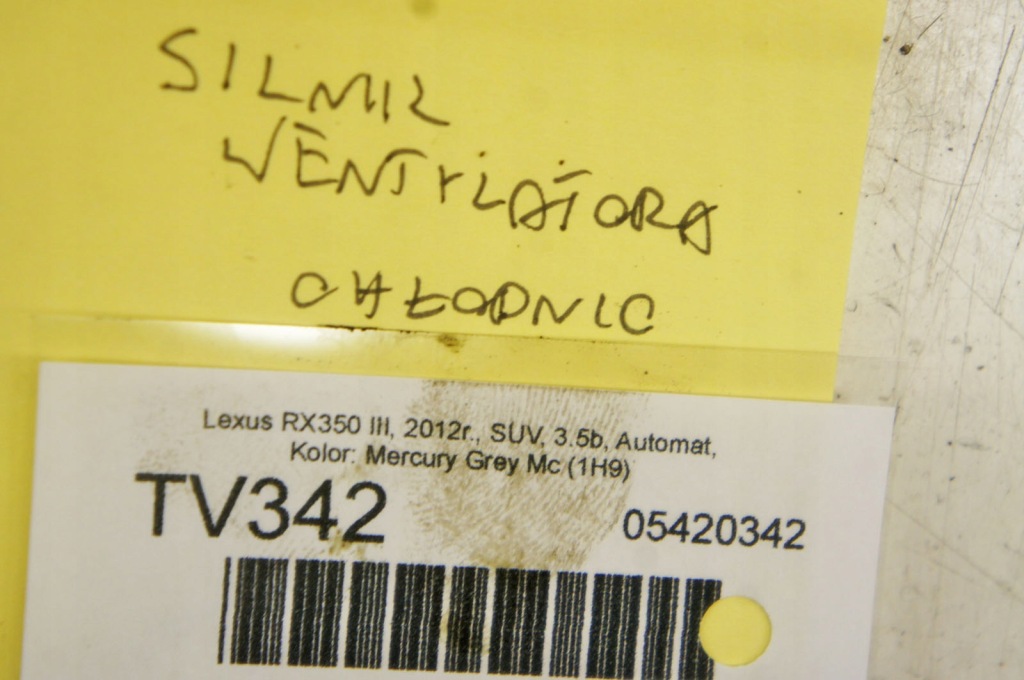 SILNIK
WENTYLATORA
CHŁODNIC
Lexus RX350 III, 2012r., SUV, 3.5b, Automat,
Kolor: Mercury Grey Mc (1H9)
TV342 05420342